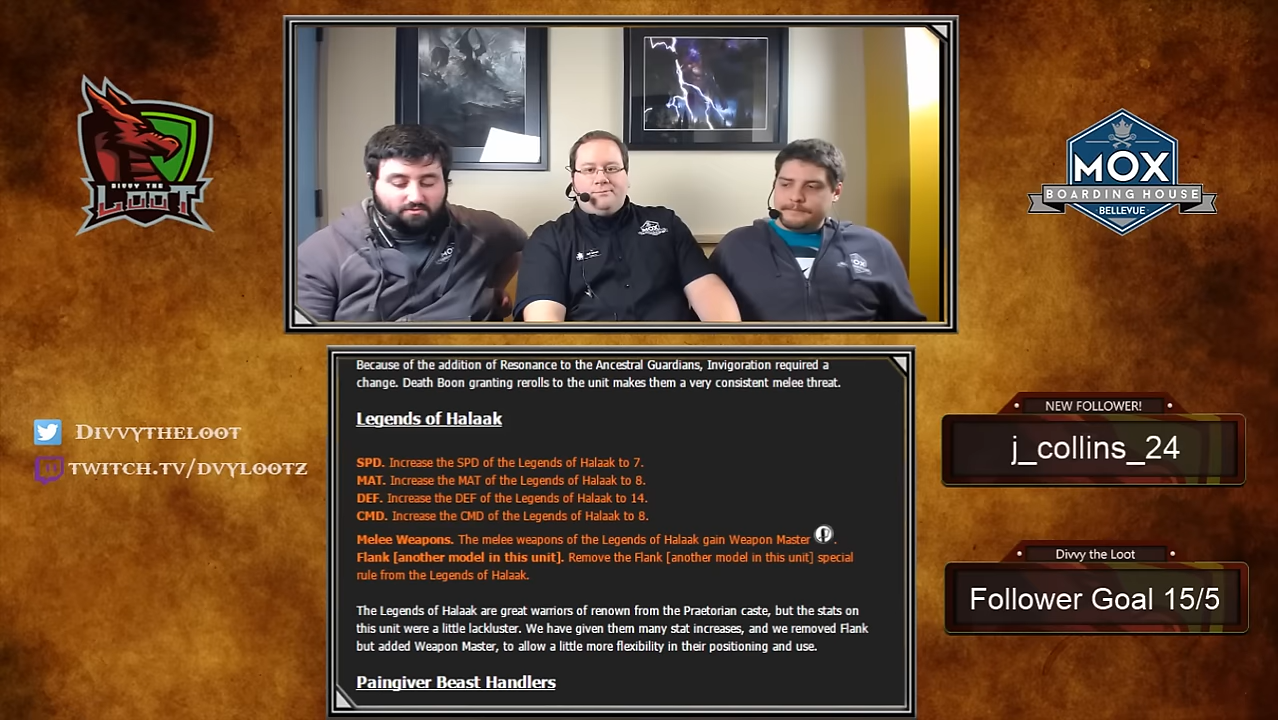 DIVVY THE
LOOT
MOX
BOARDING HOUSE
BELLEVUE
MOX
MOX
MOX
Because of the addition of Resonance to the Ancestral Guardians, Invigoration required a
change. Death Boon granting rerolls to the unit makes them a very consistent melee threat.
Legends of Halaak
SPD. Increase the SPD of the Legends of Halaak to 7.
MAT. Increase the MAT of the Legends of Halaak to 8.
DEF. Increase the DEF of the Legends of Halaak to 14.
CMD. Increase the CMD of the Legends of Halaak to 8.
Melee Weapons. The melee weapons of the Legends of Halaak gain Weapon Master .
Flank [another model in this unit]. Remove the Flank [another model in this unit] special
rule from the Legends of Halaak.
The Legends of Halaak are great warriors of renown from the Praetorian caste, but the stats on
this unit were a little lackluster. We have given them many stat increases, and we removed Flank
but added Weapon Master, to allow a little more flexibility in their positioning and use.
Paingiver Beast Handlers
Divvytheloot
twitch.tv/dvylootz
NEW FOLLOWER!
j_collins_24
Divvy the Loot
Follower Goal 15/5